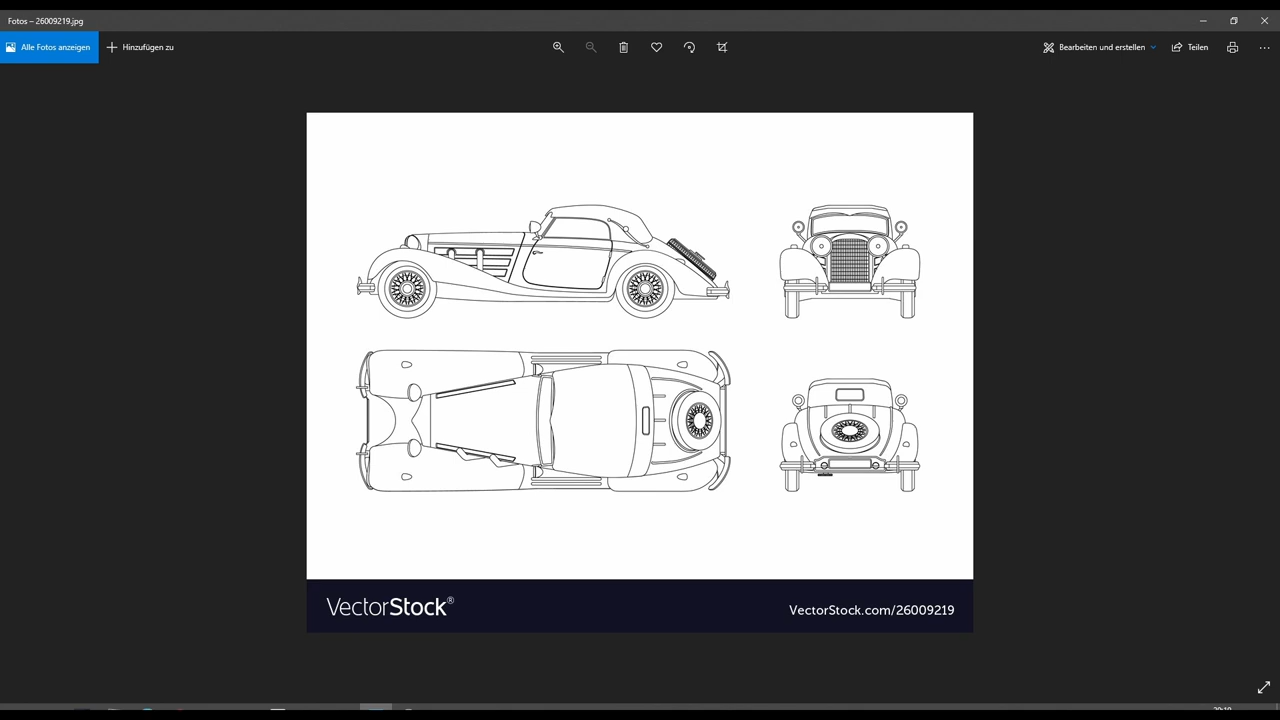 Fotos – 26009219.jpg
Alle Fotos anzeigen
Hinzufügen zu
Bearbeiten und erstellen
Teilen
VectorStock®
VectorStock.com/26009219